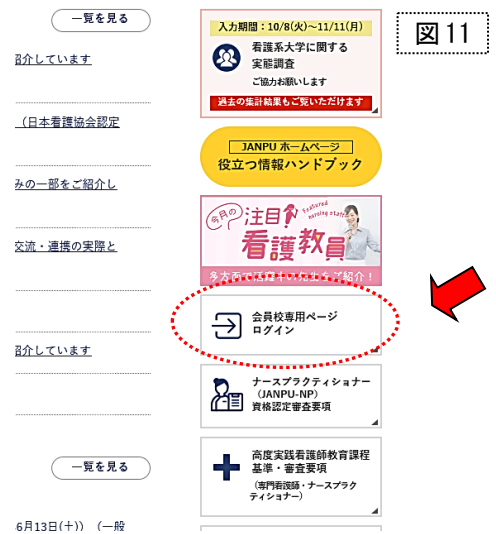 一覧を見る
紹介しています
（日本看護協会認定
みの一部をご紹介し
交流・連携の実際と
紹介しています
一覧を見る
6月13日(土)） （一般
入力期間：10/8(火)～11/11(月)
看護系大学に関する
実態調査
ご協力お願いします
過去の集計結果もご覧いただけます
JANPU ホームページ
役立つ情報ハンドブック
今月の注目！
Featured
nursing staff
看護教員
多方面で活躍中の先生をご紹介！
会員校専用ページ
ログイン
ナースプラクティショナー
（JANPU-NP）
資格認定審査要項
高度実践看護師教育課程
基準・審査要項
（専門看護師・ナースプラク
ティショナー）
図 11